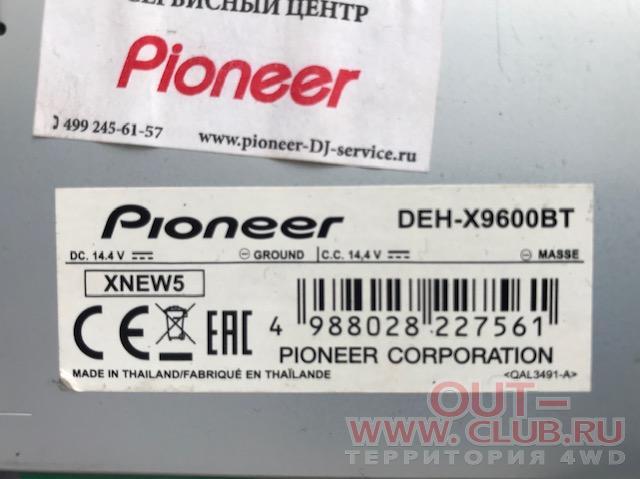 СЕРВИСНЫЙ ЦЕНТР
Pioneer
499 245-61-57
www.pioneer-DJ-service.ru
Pioneer
DEH-X9600BT
DC. 14.4 V
⊖ GROUND
C.C. 14,4 V
⊖ MASSE
XNEW5
CE
EAC
4 988028 227561
PIONEER CORPORATION
MADE IN THAILAND/FABRIQUÉ EN THAÏLANDE
<QAL3491-A>
OUT-
WWW.CLUB.RU
ТЕРРИТОРИЯ 4WD